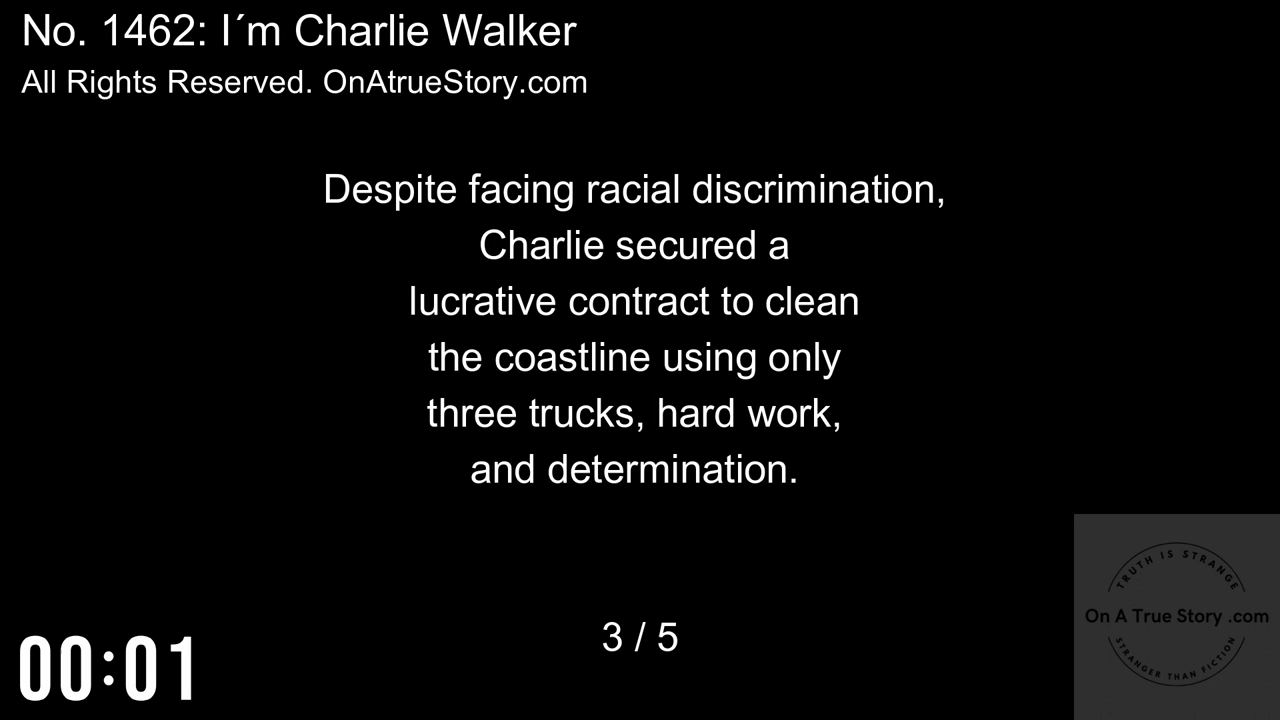 No. 1462: I´m Charlie Walker
All Rights Reserved. OnAtrueStory.com
Despite facing racial discrimination,
Charlie secured a
lucrative contract to clean
the coastline using only
three trucks, hard work,
and determination.
TRUTH IS STRANGE
On A True Story .com
STRANGER THAN FICTION
3 / 5
00:01